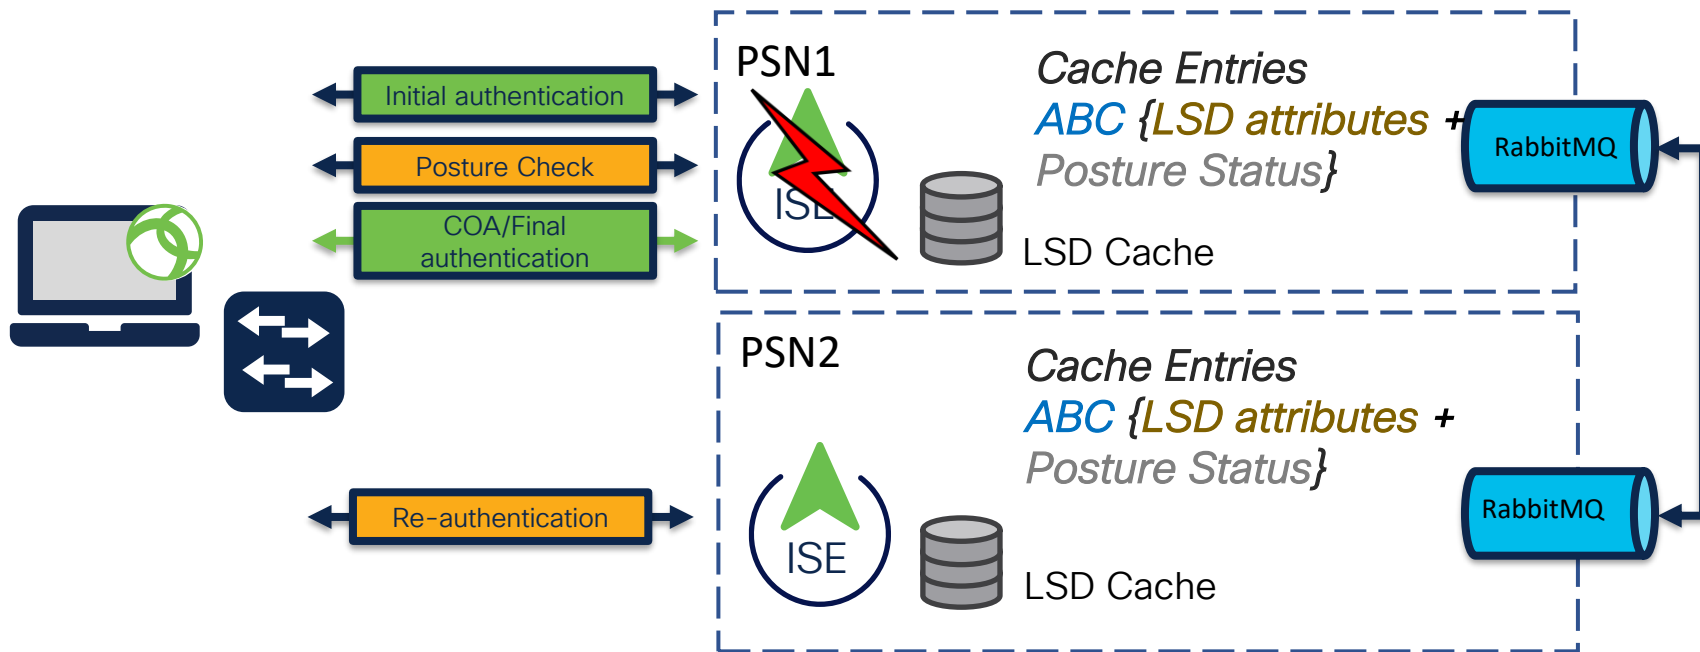 Initial authentication
Posture Check
COA/Final
authentication
PSN1
ISE
Cache Entries
ABC {LSD attributes +
Posture Status}
LSD Cache
RabbitMQ
Re-authentication
PSN2
ISE
Cache Entries
ABC {LSD attributes +
Posture Status}
LSD Cache
RabbitMQ